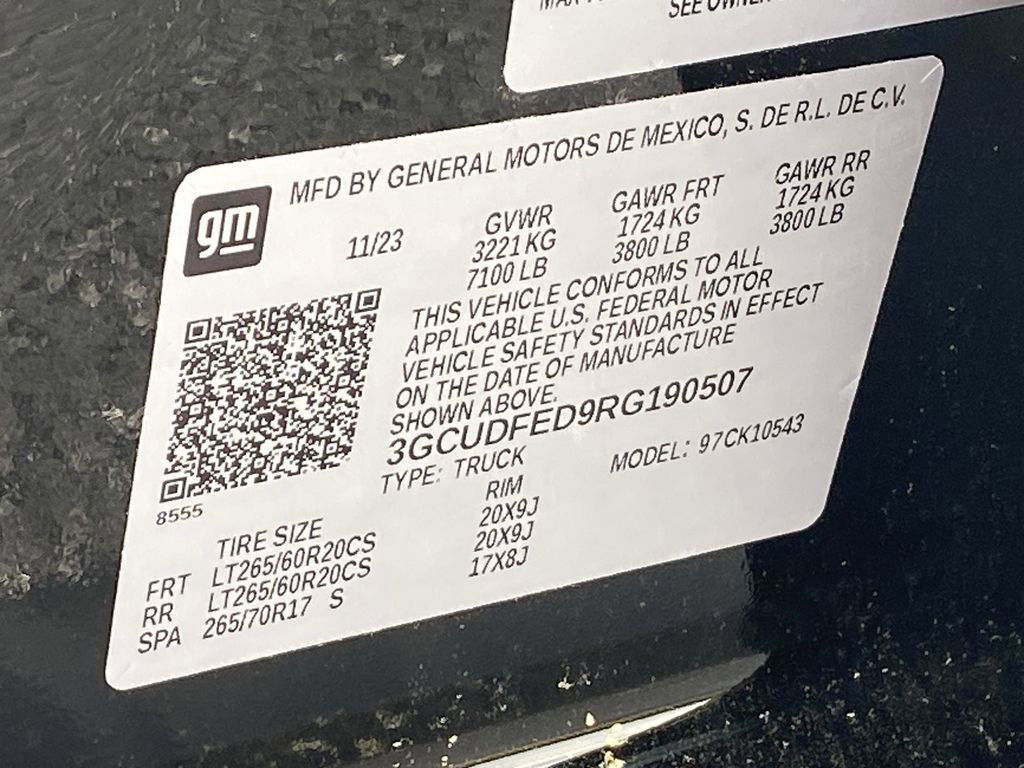 SEE OWNER
MFD BY GENERAL MOTORS DE MEXICO, S. DE R.L. DE C.V.
gm
11/23
GVWR
3221 KG
7100 LB
GAWR FRT
1724 KG
3800 LB
GAWR RR
1724 KG
3800 LB
THIS VEHICLE CONFORMS TO ALL
APPLICABLE U.S. FEDERAL MOTOR
VEHICLE SAFETY STANDARDS IN EFFECT
ON THE DATE OF MANUFACTURE
SHOWN ABOVE.
3GCUDFED9RG190507
TYPE: TRUCK
MODEL: 97CK10543
8555
TIRE SIZE RIM
FRT LT265/60R20CS 20X9J
RR LT265/60R20CS 20X9J
SPA 265/70R17 S 17X8J